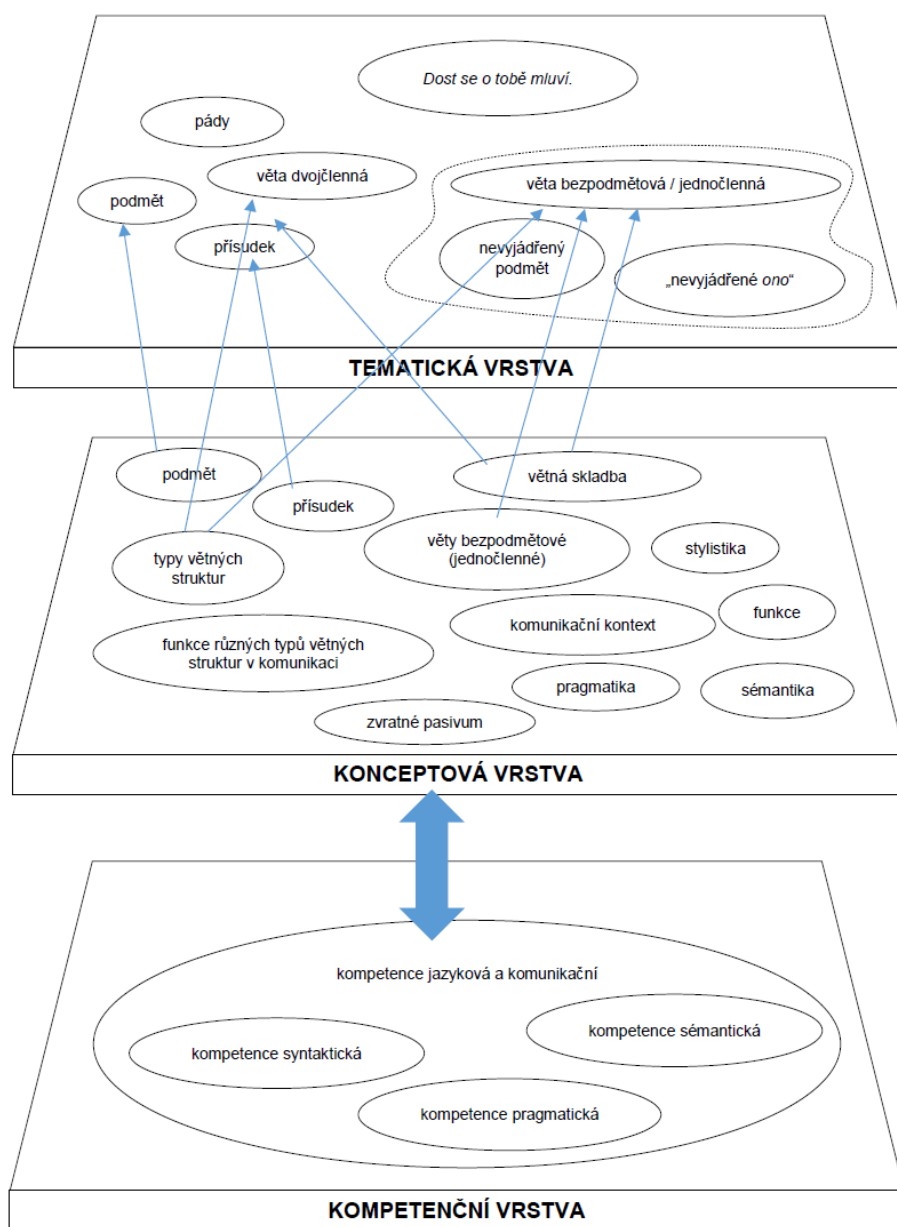 Dost se o tobě mluví.
pády
věta dvojčlenná
věta bezpodmětová / jednočlenná
podmět
přísudek
nevyjádřený
podmět
„nevyjádřené ono“
TEMATICKÁ VRSTVA
podmět
větná skladba
přísudek
věty bezpodmětové
(jednočlenné)
stylistika
typy větných
struktur
funkce
komunikační kontext
funkce různých typů větných
struktur v komunikaci
pragmatika
sémantika
zvratné pasivum
KONCEPTOVÁ VRSTVA
kompetence jazyková a komunikační
kompetence sémantická
kompetence syntaktická
kompetence pragmatická
KOMPETENČNÍ VRSTVA